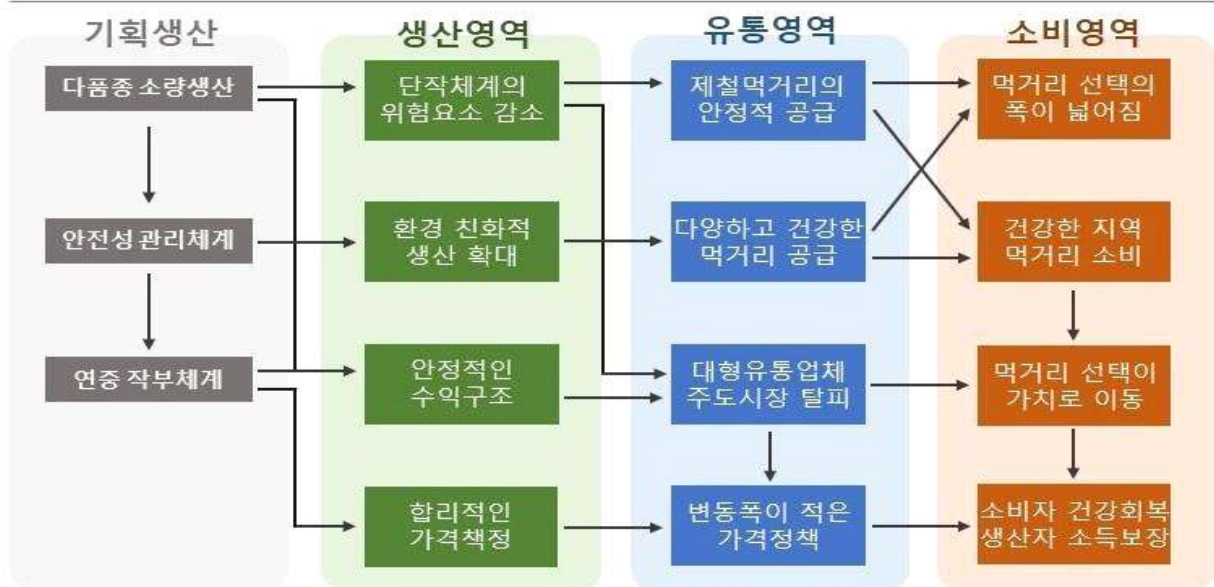 기획생산
생산영역
유통영역
소비영역
다품종 소량생산
단작체계의
위험요소 감소
제철먹거리의
안정적 공급
먹거리 선택의
폭이 넓어짐
안전성 관리체계
환경 친화적
생산 확대
다양하고 건강한
먹거리 공급
건강한 지역
먹거리 소비
연중 작부체계
안정적인
수익구조
대형유통업체
주도시장 탈피
먹거리 선택이
가치로 이동
합리적인
가격책정
변동폭이 적은
가격정책
소비자 건강회복
생산자 소득보장